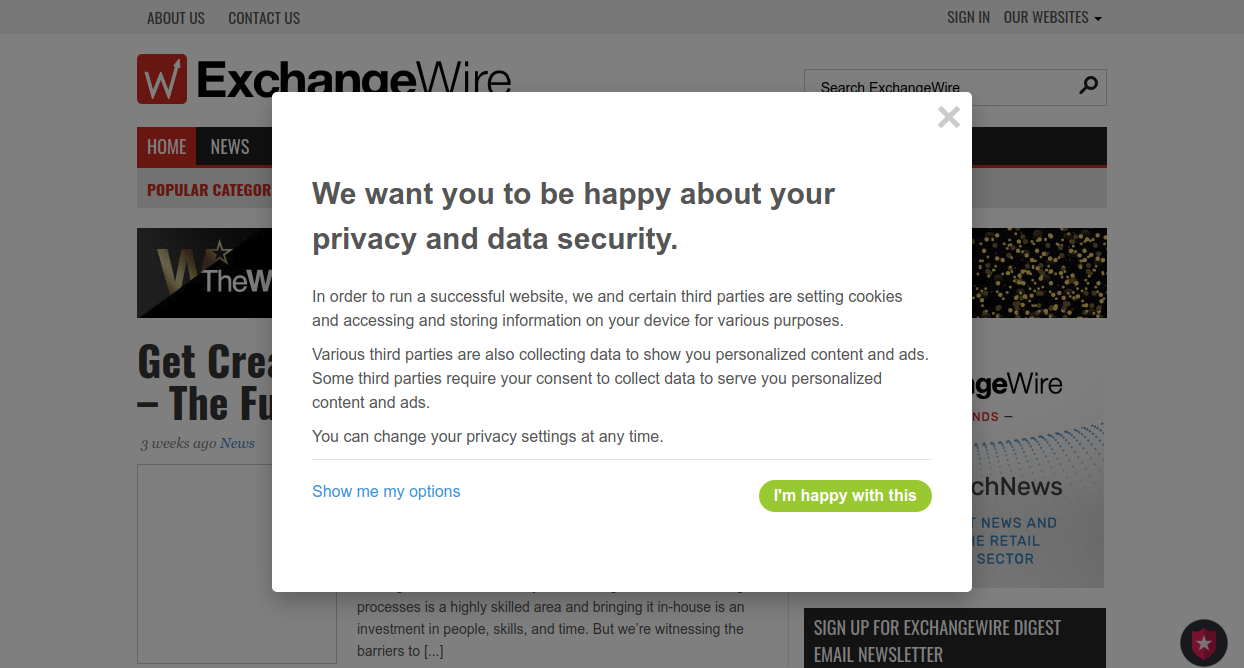 ABOUT US CONTACT US SIGN IN OUR WEBSITES
ExchangeWire
Search ExchangeWire
HOME NEWS
POPULAR
We want you to be happy about your
privacy and data security.
In order to run a successful website, we and certain third parties are setting cookies
and accessing and storing information on your device for various purposes.
Various third parties are also collecting data to show you personalized content and ads.
Some third parties require your consent to collect data to serve you personalized
content and ads.
You can change your privacy settings at any time.
Show me my options I'm happy with this
The
Get
– The
3 weeks ago News
Wire
–
News
NEWS AND
RETAIL
SECTOR
processes is a highly skilled area and bringing it in-house is an
investment in people, skills, and time. But we’re witnessing the
barriers to [...]
SIGN UP FOR EXCHANGEWIRE DIGEST
EMAIL NEWSLETTER